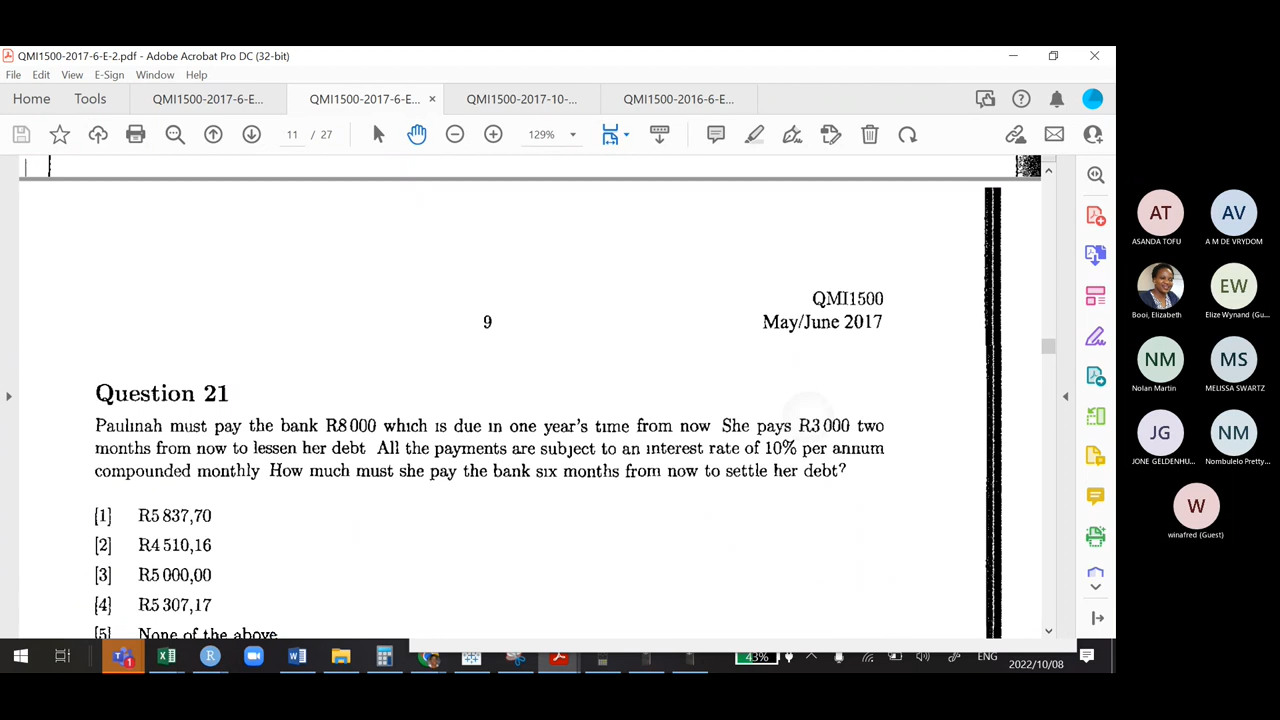 QMI1500-2017-6-E-2.pdf - Adobe Acrobat Pro DC (32-bit)
File Edit View E-Sign Window Help
Home Tools QMI1500-2017-6-E... QMI1500-2017-6-E... × QMI1500-2017-10-... QMI1500-2016-6-E...
11 / 27 129%
QMI1500
9 May/June 2017
Question 21
Paulinah must pay the bank R8 000 which is due in one year's time from now She pays R3 000 two
months from now to lessen her debt All the payments are subject to an interest rate of 10% per annum
compounded monthly How much must she pay the bank six months from now to settle her debt?
[1] R5 837,70
[2] R4 510,16
[3] R5 000,00
[4] R5 307,17
[5] None of the above
AT AV
ASANDA TOFU A M DE VRYDOM
EW
Booi, Elizabeth Elize Wynand (Gu...
NM MS
Nolan Martin MELISSA SWARTZ
JG NM
JONE GELDENHU... Nombulelo Pretty...
W
winafred (Guest)
43% ENG
2022/10/08